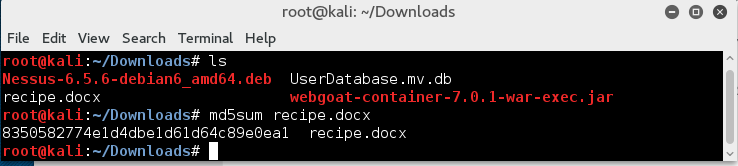 root@kali: ~/Downloads
File Edit View Search Terminal Help
root@kali:~/Downloads# ls
Nessus-6.5.6-debian6_amd64.deb UserDatabase.mv.db
recipe.docx webgoat-container-7.0.1-war-exec.jar
root@kali:~/Downloads# md5sum recipe.docx
8350582774e1d4dbe1d61d64c89e0ea1 recipe.docx
root@kali:~/Downloads#